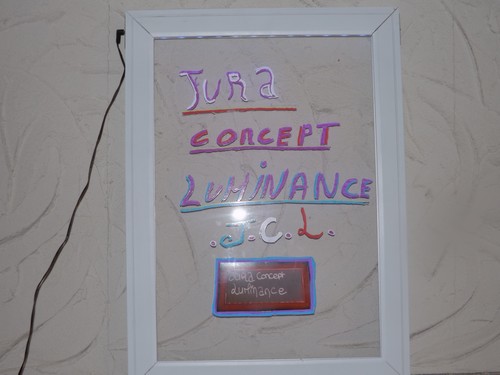 JURA
CONCEPT
LUMINANCE
.J.C.L.
Jura Concept
Luminance